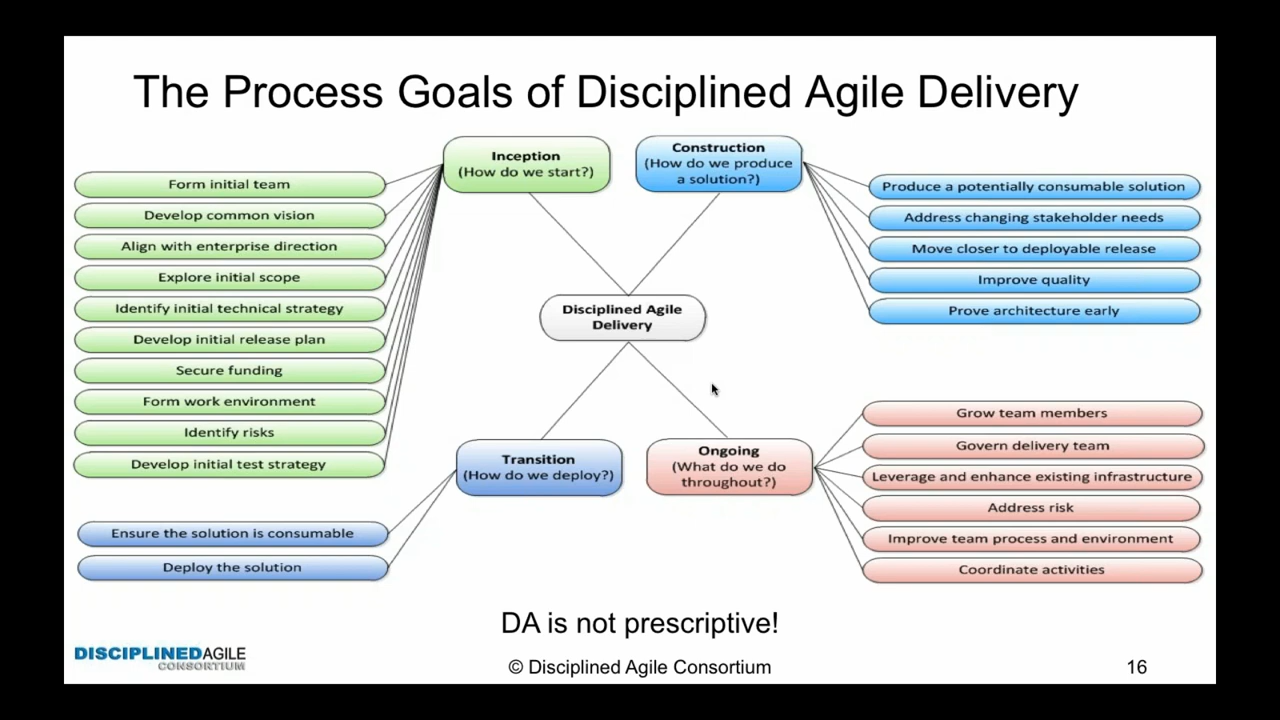 The Process Goals of Disciplined Agile Delivery
Inception
(How do we start?)
Form initial team
Develop common vision
Align with enterprise direction
Explore initial scope
Identify initial technical strategy
Develop initial release plan
Secure funding
Form work environment
Identify risks
Develop initial test strategy
Construction
(How do we produce
a solution?)
Produce a potentially consumable solution
Address changing stakeholder needs
Move closer to deployable release
Improve quality
Prove architecture early
Disciplined Agile
Delivery
Transition
(How do we deploy?)
Ensure the solution is consumable
Deploy the solution
Ongoing
(What do we do
throughout?)
Grow team members
Govern delivery team
Leverage and enhance existing infrastructure
Address risk
Improve team process and environment
Coordinate activities
DA is not prescriptive!
DISCIPLINEDAGILE
CONSORTIUM
© Disciplined Agile Consortium
16